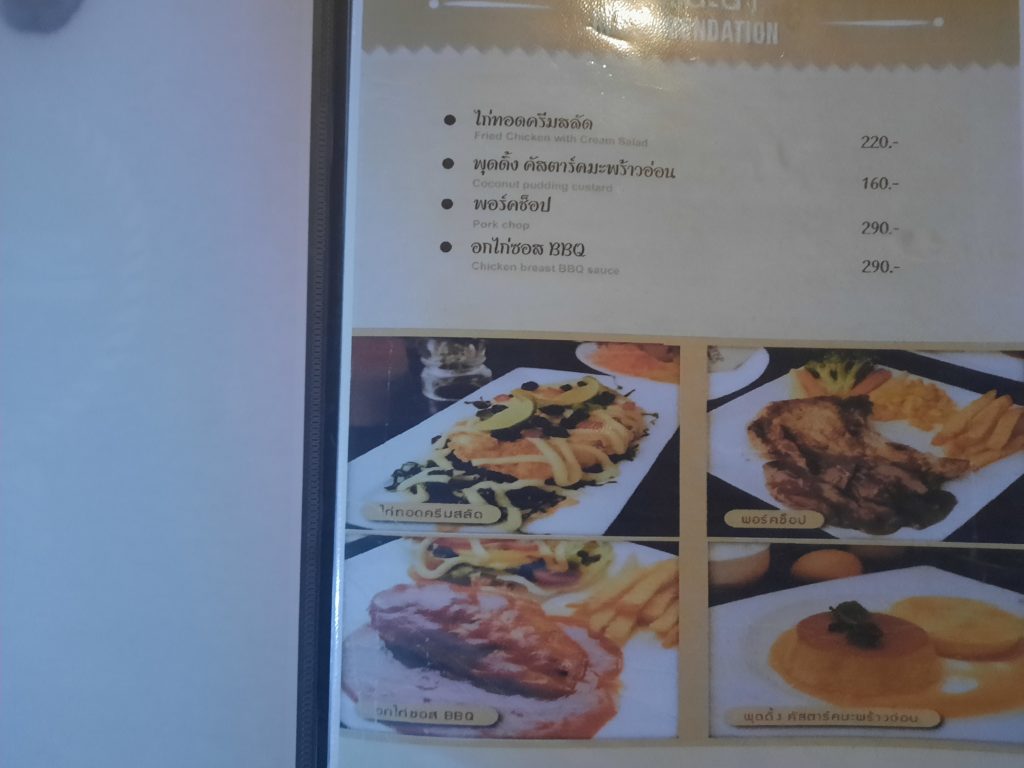 ไก่ทอดครีมสลัด
Fried Chicken with Cream Salad
220.-
พุดดิ้ง คัสตาร์คมะพร้าวอ่อน
Coconut pudding custard
160.-
พอร์คช็อป
Pork chop
290.-
อกไก่ซอส BBQ
Chicken breast BBQ sauce
290.-
ไก่ทอดครีมสลัด
พอร์คช็อป
อกไก่ซอส BBQ
พุดดิ้ง คัสตาร์คมะพร้าวอ่อน